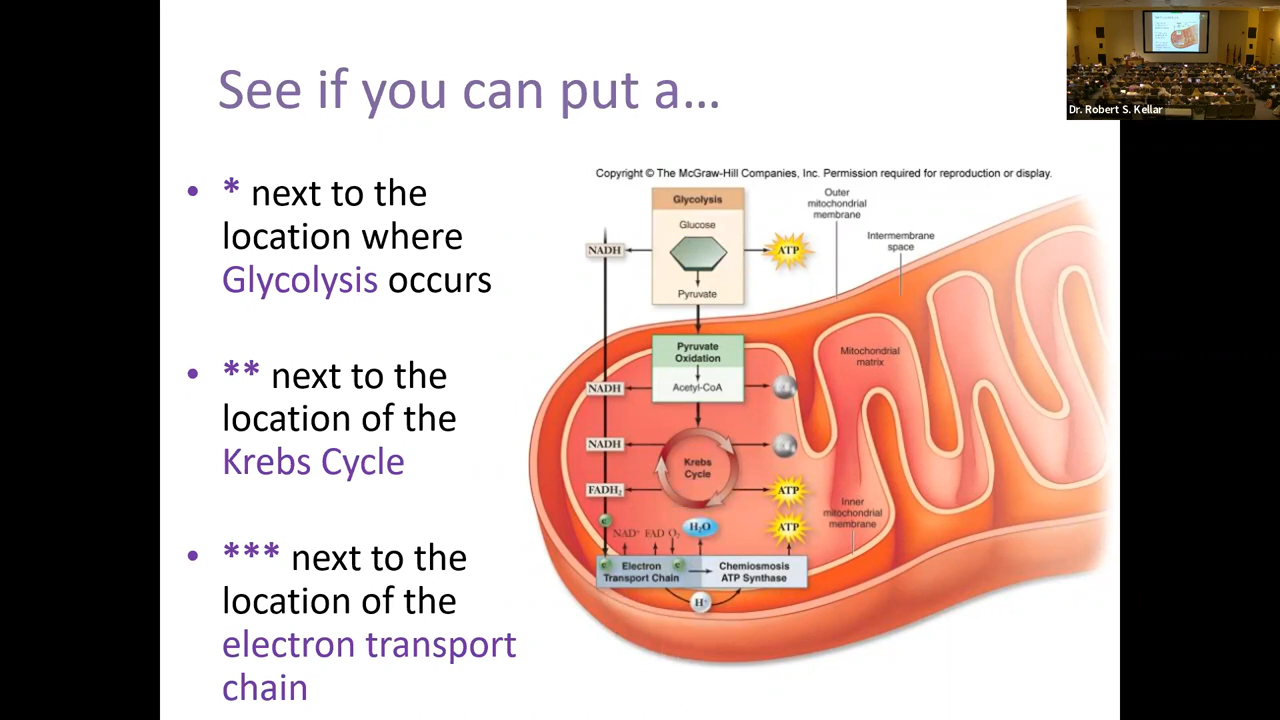 See if you can put a...
Dr. Robert S. Kellar
• * next to the
location where
Glycolysis occurs
• ** next to the
location of the
Krebs Cycle
• *** next to the
location of the
electron transport
chain
Copyright © The McGraw-Hill Companies, Inc. Permission required for reproduction or display.
Glycolysis
Glucose
Pyruvate
NADH
ATP
Outer
mitochondrial
membrane
Intermembrane
space
Pyruvate
Oxidation
Acetyl-CoA
NADH
Mitochondrial
matrix
NADH
Krebs
Cycle
FADH₂
ATP
Inner
mitochondrial
membrane
e⁻
NAD⁺ FAD O₂
H₂O
ATP
e⁻
Electron
Transport Chain
e⁻
Chemiosmosis
ATP Synthase
H⁺